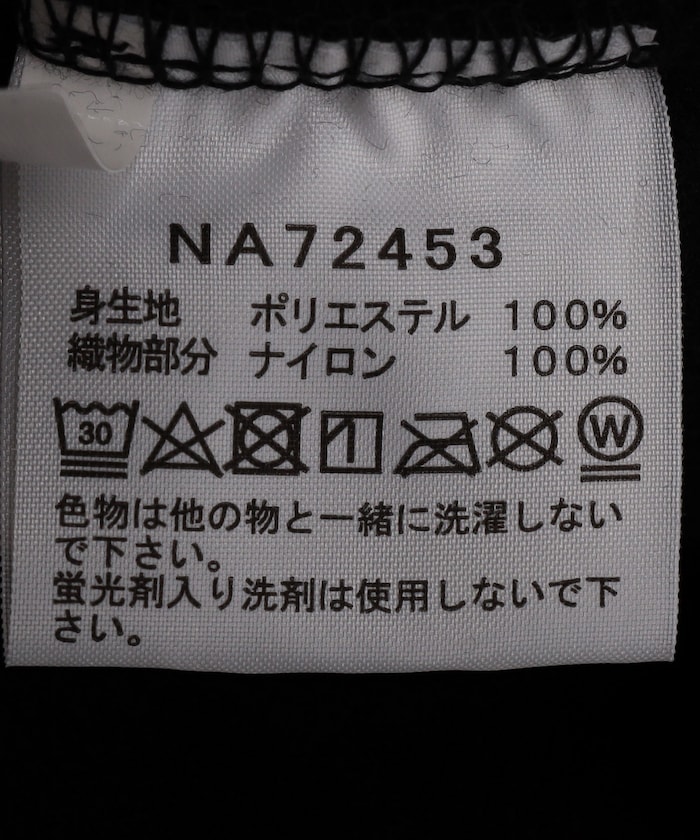 NA72453
身生地 ポリエステル 100%
織物部分 ナイロン 100%
30 W
色物は他の物と一緒に洗濯しない
で下さい。
蛍光剤入り洗剤は使用しないで下
さい。